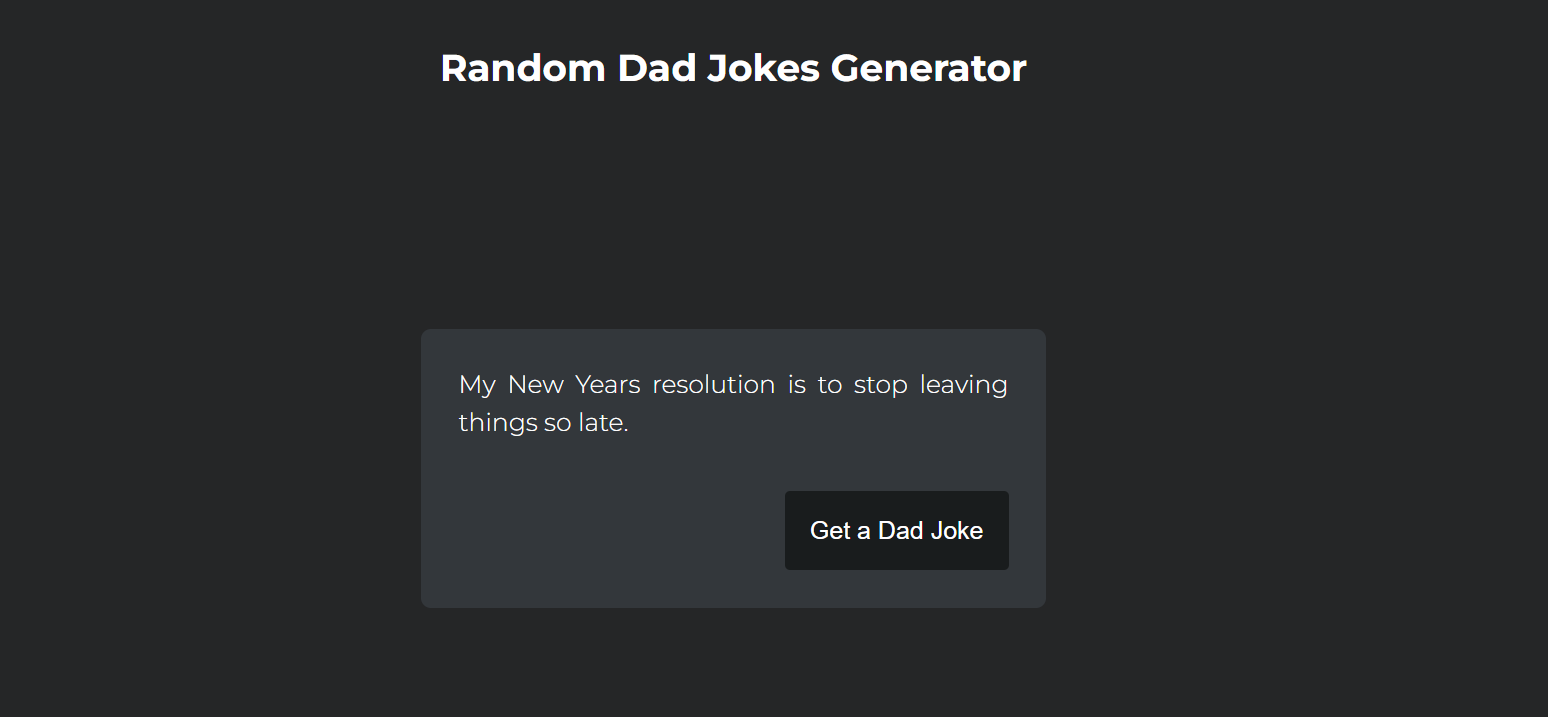 Random Dad Jokes Generator
My New Years resolution is to stop leaving
things so late.
Get a Dad Joke